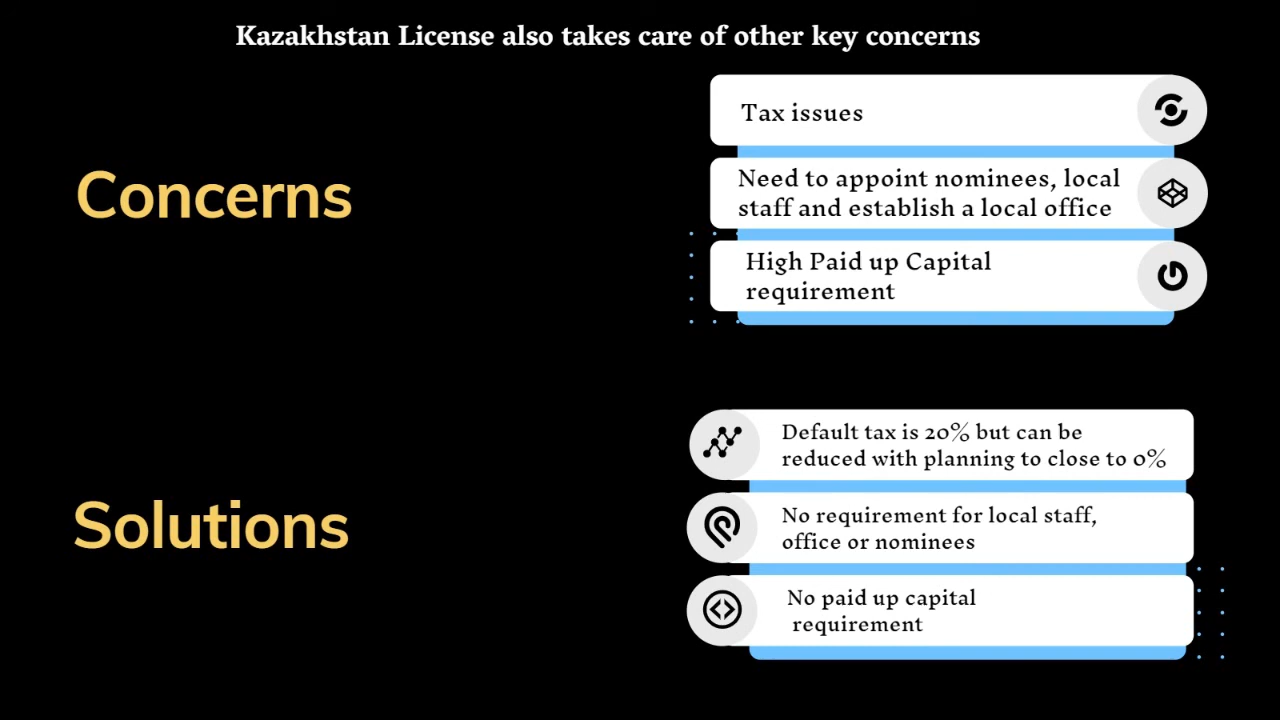 Kazakhstan License also takes care of other key concerns
Concerns
Tax issues
Need to appoint nominees, local
staff and establish a local office
High Paid up Capital
requirement
Solutions
Default tax is 20% but can be
reduced with planning to close to 0%
No requirement for local staff,
office or nominees
No paid up capital
requirement